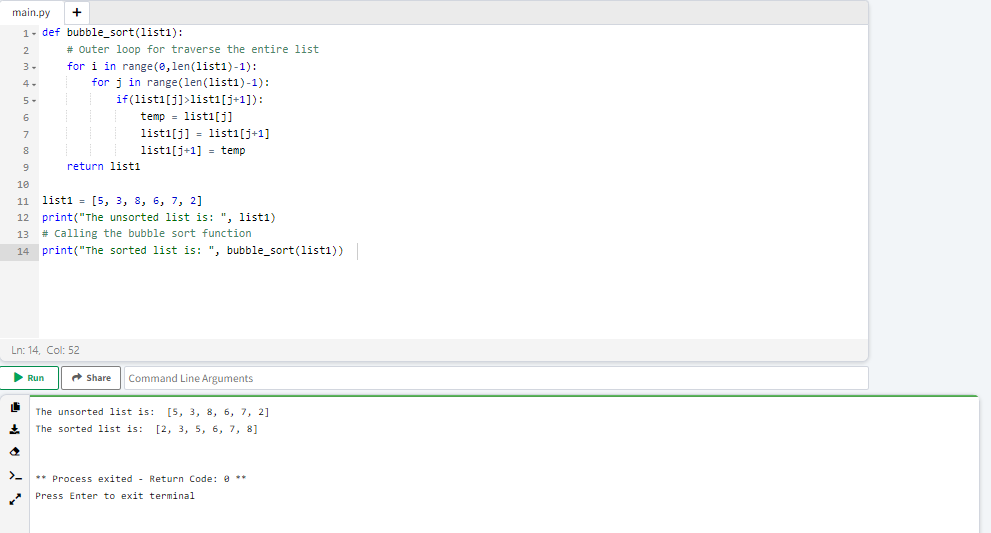 main.py +
1 def bubble_sort(list1):
2     # Outer loop for traverse the entire list
3     for i in range(0,len(list1)-1):
4         for j in range(len(list1)-1):
5             if(list1[j]>list1[j+1]):
6                 temp = list1[j]
7                 list1[j] = list1[j+1]
8                 list1[j+1] = temp
9     return list1
10
11 list1 = [5, 3, 8, 6, 7, 2]
12 print("The unsorted list is: ", list1)
13 # Calling the bubble sort function
14 print("The sorted list is: ", bubble_sort(list1))
Ln: 14, Col: 52
Run Share Command Line Arguments
The unsorted list is:  [5, 3, 8, 6, 7, 2]
The sorted list is:  [2, 3, 5, 6, 7, 8]
** Process exited - Return Code: 0 **
Press Enter to exit terminal